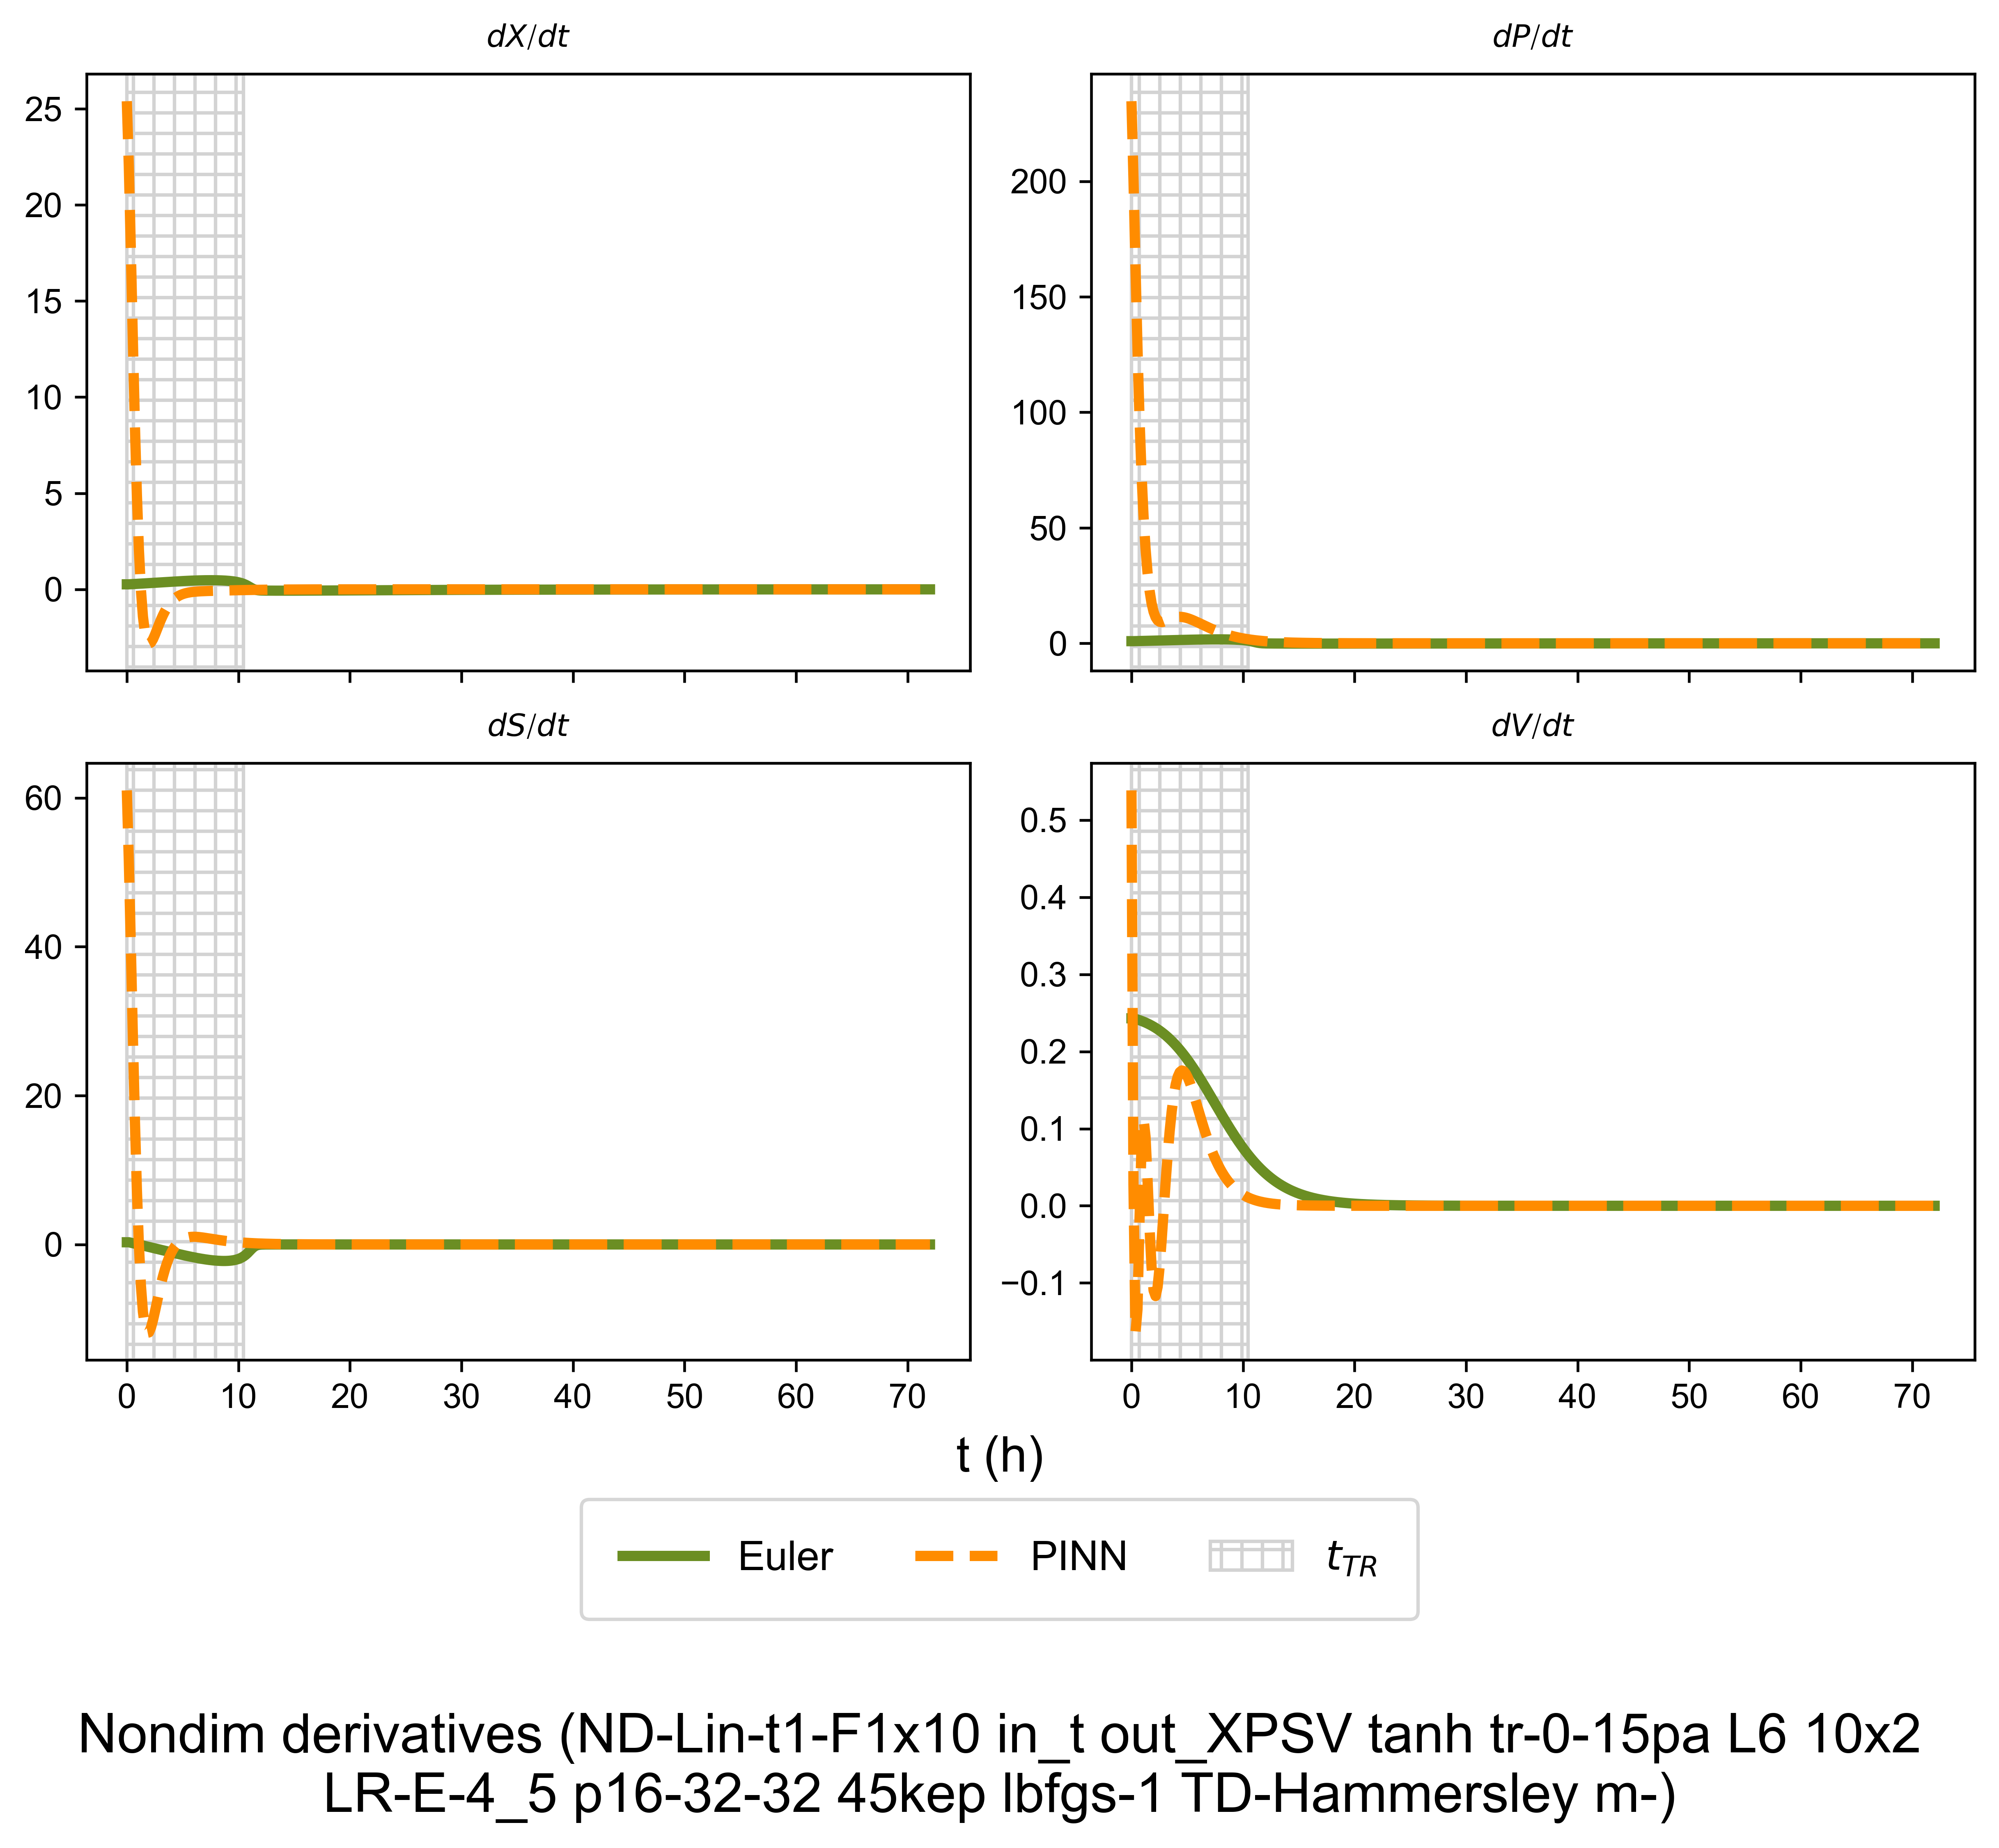 dX/dt
dP/dt
25
20
15
10
5
0
200
150
100
50
0
dS/dt
dV/dt
60
40
20
0
0.5
0.4
0.3
0.2
0.1
0.0
−0.1
0 10 20 30 40 50 60 70
0 10 20 30 40 50 60 70
t (h)
Euler PINN t_TR
Nondim derivatives (ND-Lin-t1-F1x10 in_t out_XPSV tanh tr-0-15pa L6 10x2
LR-E-4_5 p16-32-32 45kep lbfgs-1 TD-Hammersley m-)